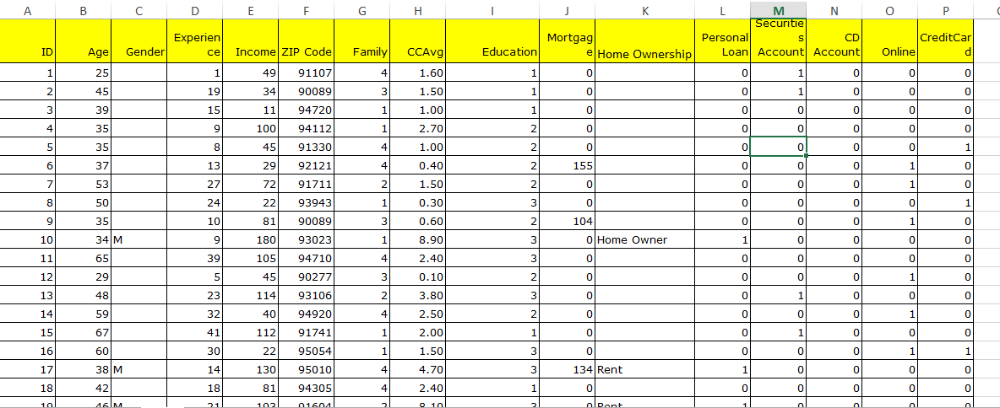 A B C D E F G H I J K L M N O P
ID Age Gender Experien ce Income ZIP Code Family CCAvg Education Mortgag e Home Ownership Personal Loan Securitie s Account CD Account Online CreditCar d
1 25 1 49 91107 4 1.60 1 0 0 1 0 0 0
2 45 19 34 90089 3 1.50 1 0 0 1 0 0 0
3 39 15 11 94720 1 1.00 1 0 0 0 0 0 0
4 35 9 100 94112 1 2.70 2 0 0 0 0 0 0
5 35 8 45 91330 4 1.00 2 0 0 0 0 0 1
6 37 13 29 92121 4 0.40 2 155 0 0 0 1 0
7 53 27 72 91711 2 1.50 2 0 0 0 0 1 0
8 50 24 22 93943 1 0.30 3 0 0 0 0 0 1
9 35 10 81 90089 3 0.60 2 104 0 0 0 1 0
10 34 M 9 180 93023 1 8.90 3 0 Home Owner 1 0 0 0 0
11 65 39 105 94710 4 2.40 3 0 0 0 0 0 0
12 29 5 45 90277 3 0.10 2 0 0 0 0 1 0
13 48 23 114 93106 2 3.80 3 0 0 1 0 0 0
14 59 32 40 94920 4 2.50 2 0 0 0 0 1 0
15 67 41 112 91741 1 2.00 1 0 0 1 0 0 0
16 60 30 22 95054 1 1.50 3 0 0 0 0 1 1
17 38 M 14 130 95010 4 4.70 3 134 Rent 1 0 0 0 0
18 42 18 81 94305 4 2.40 1 0 0 0 0 0 0
19 46 M 21 193 91604 2 8.10 3 0 Rent 1 0 0 0 0